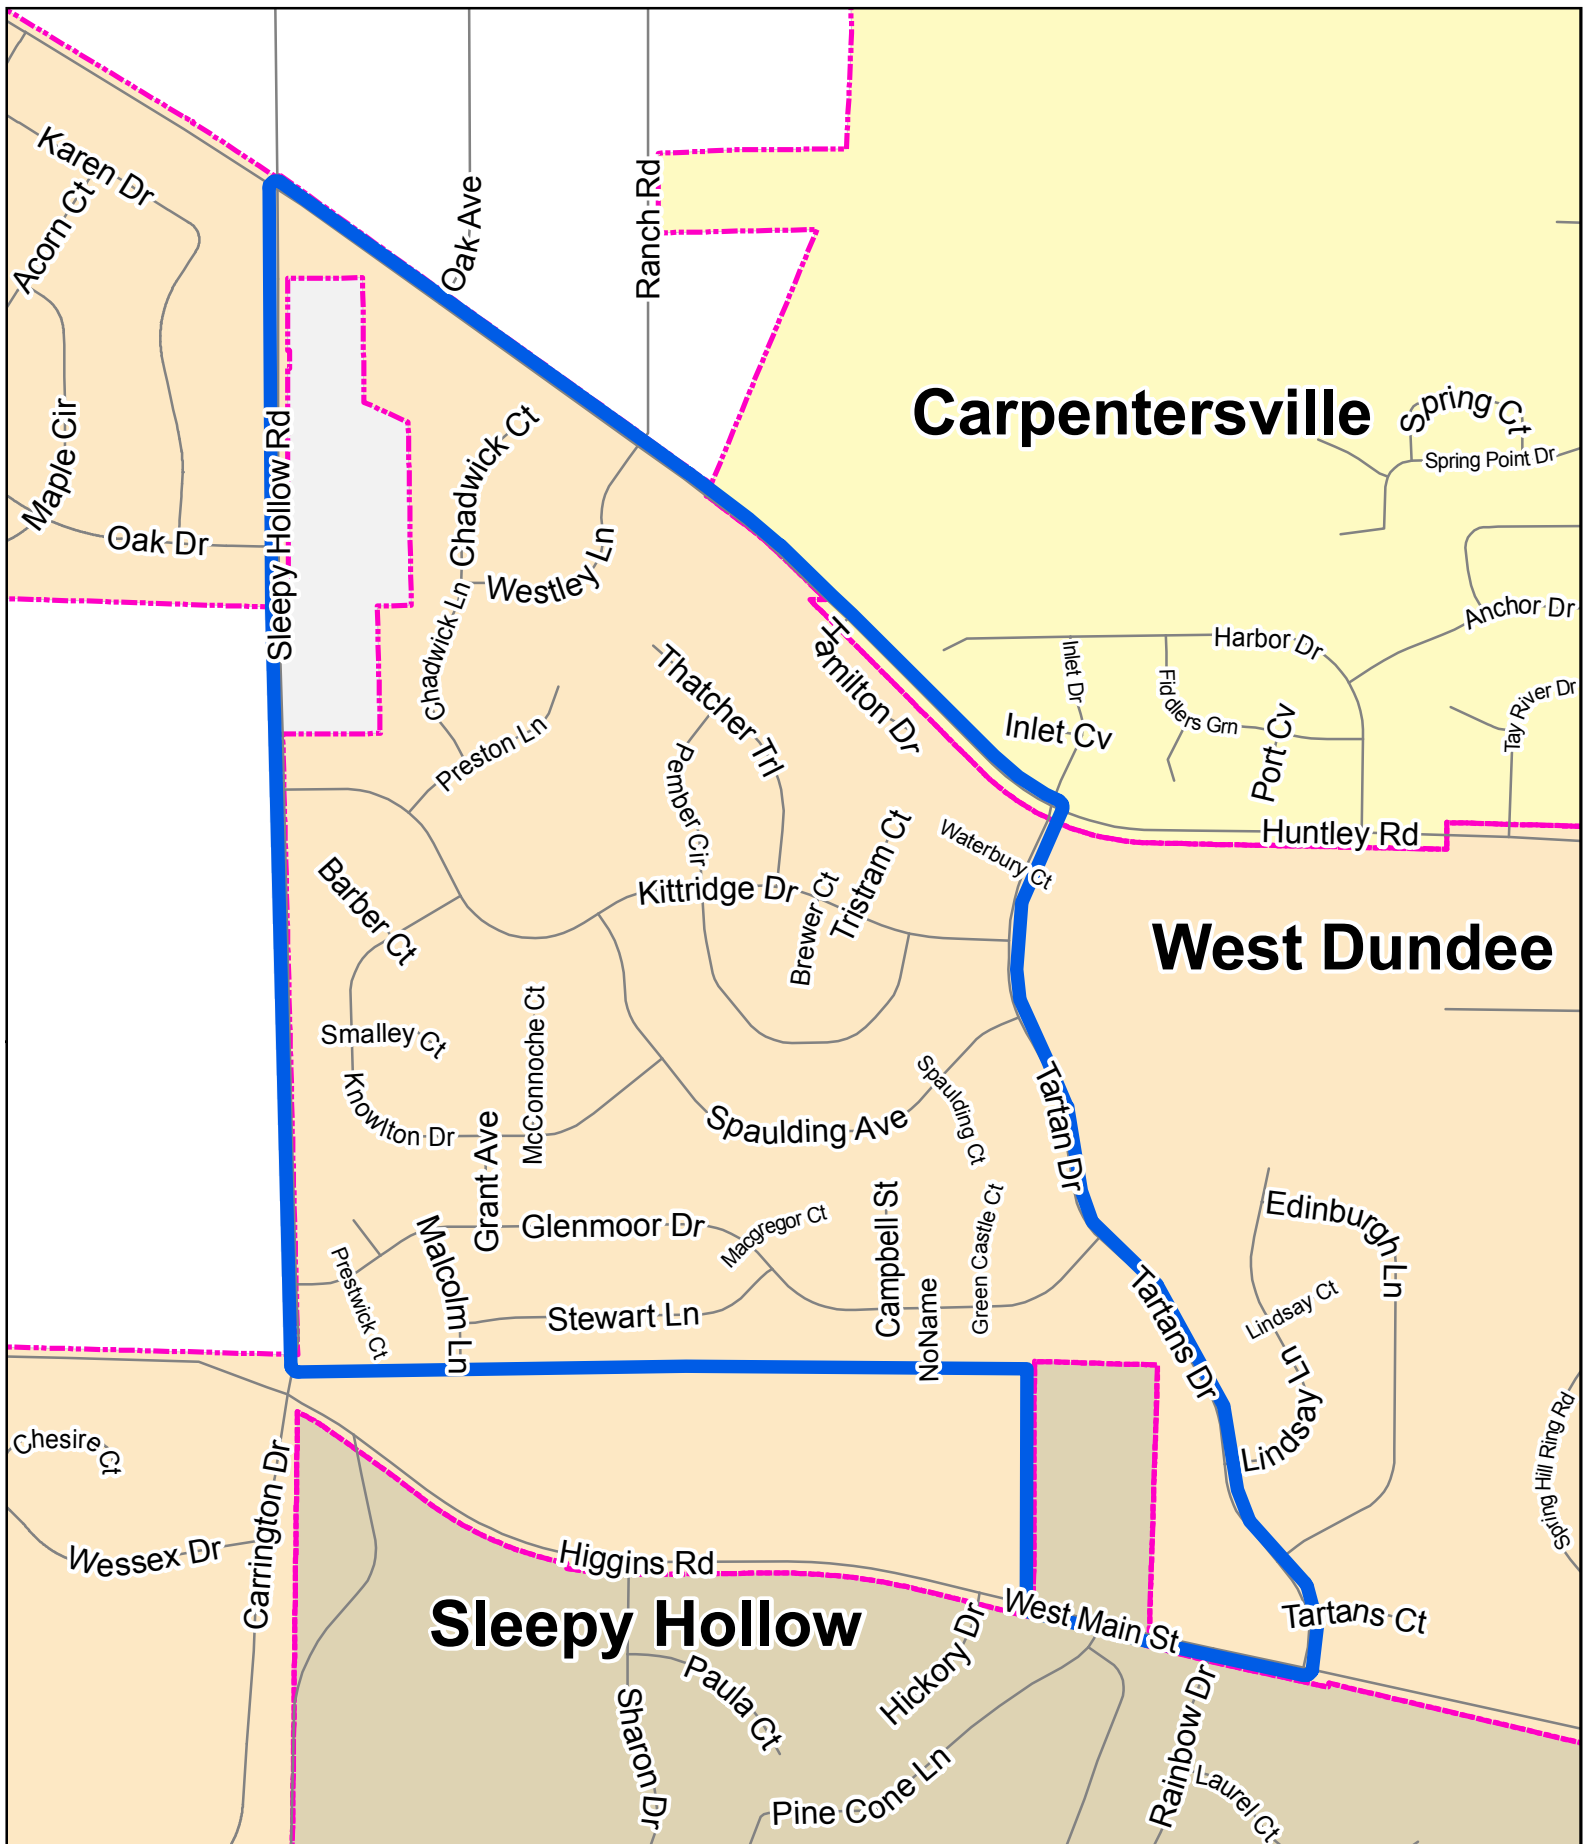 Karen Dr
Acorn Ct
Oak Ave
Ranch Rd
Carpentersville
Spring Ct
Spring Point Dr
Maple Cir
Oak Dr
Sleepy Hollow Rd
Chadwick Ct
Westley Ln
Chadwick Ln
Preston Ln
Thatcher Trl
Hamilton Dr
Pember Cir
Inlet Dr
Inlet Cv
Fiddlers Grn
Harbor Dr
Anchor Dr
Port Cv
Tay River Dr
Huntley Rd
Barber Ct
Kittridge Dr
Brewer Ct
Tristram Ct
Waterbury Ct
West Dundee
Smalley Ct
Knowlton Dr
McConnoche Ct
Grant Ave
Spaulding Ave
Spaulding Ct
Tartan Dr
Glenmoor Dr
Macgregor Ct
Campbell St
Green Castle Ct
Edinburgh Ln
Prestwick Ct
Malcolm Ln
Stewart Ln
NoName
Tartans Dr
Lindsay Ct
Lindsay Ln
Chesire Ct
Wessex Dr
Carrington Dr
Higgins Rd
Spring Hill Ring Rd
Sleepy Hollow
West Main St
Tartans Ct
Hickory Dr
Paula Ct
Sharon Dr
Pine Cone Ln
Rainbow Dr
Laurel Ct